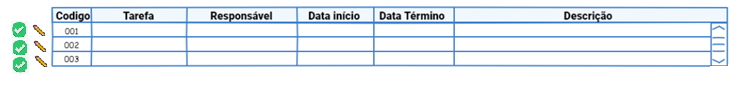 Codigo Tarefa Responsável Data início Data Término Descrição
001
002
003